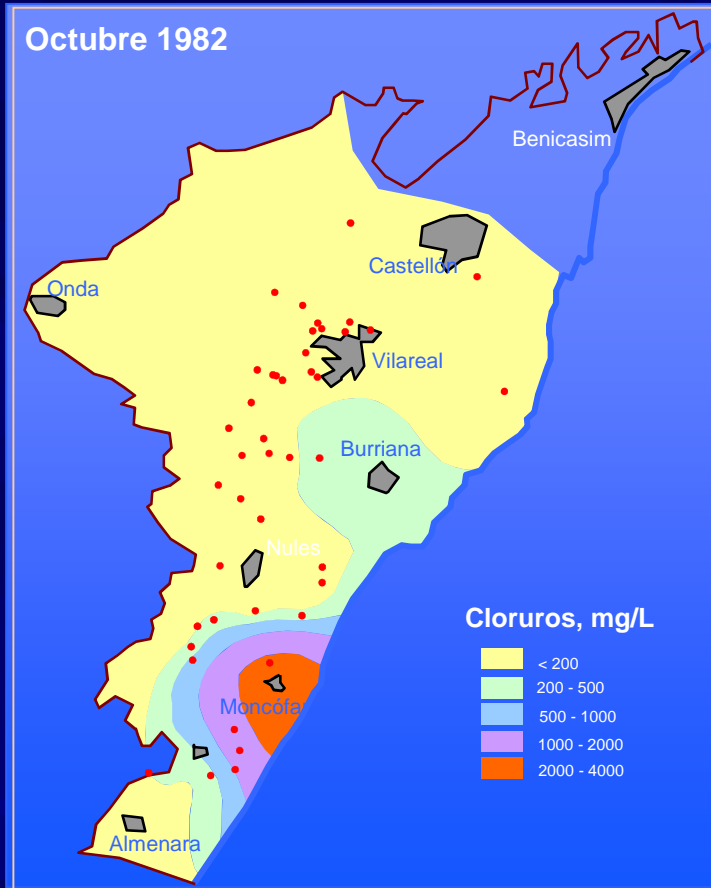 Octubre 1982
Benicasim
Castellón
Onda
Vilareal
Burriana
Nules
Cloruros, mg/L
< 200
200 - 500
Moncófar
500 - 1000
1000 - 2000
2000 - 4000
Almenara